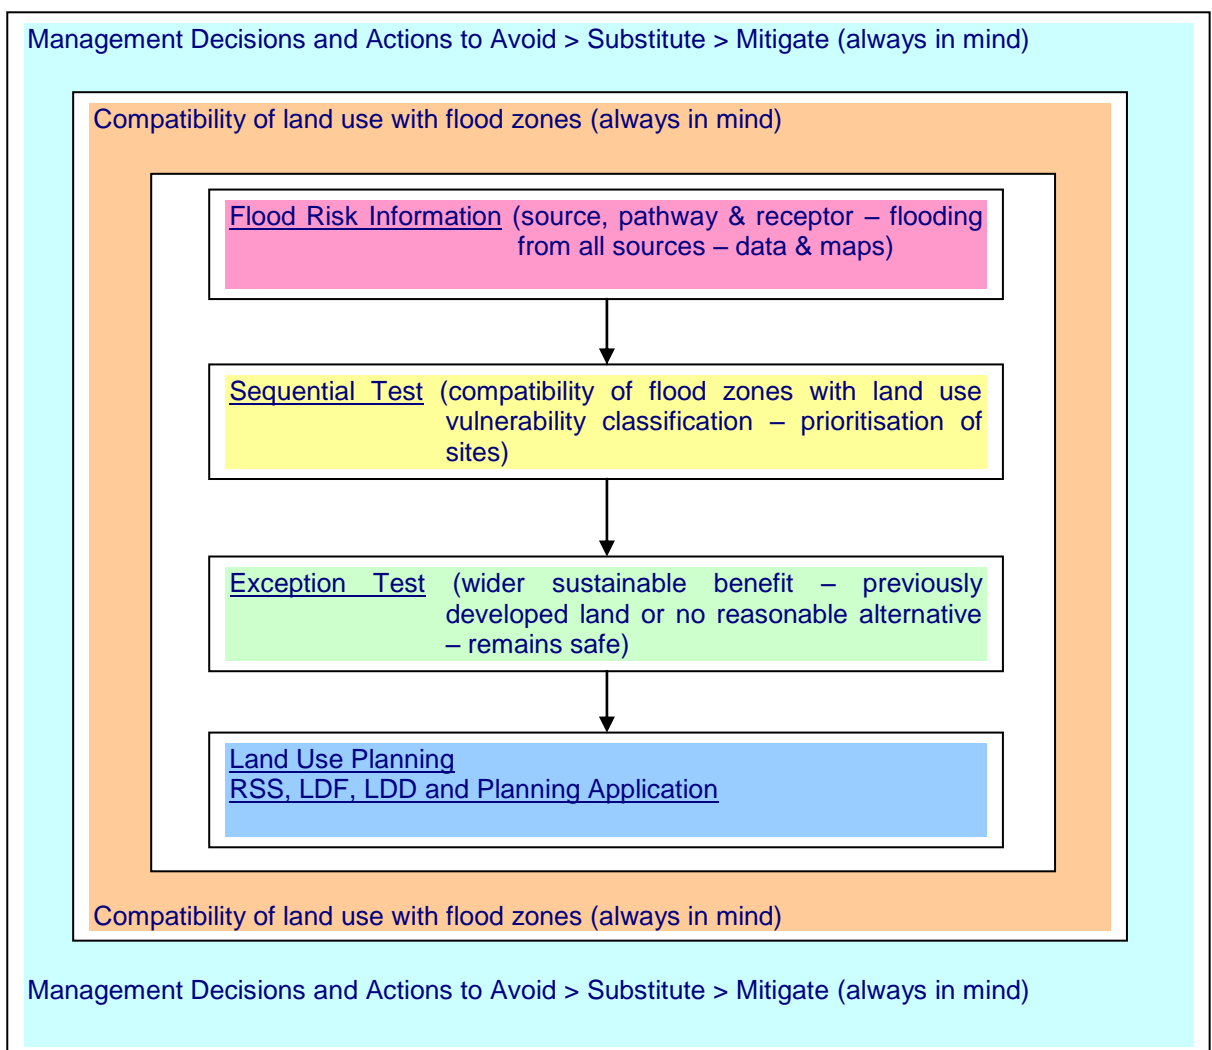 Management Decisions and Actions to Avoid > Substitute > Mitigate (always in mind)
Compatibility of land use with flood zones (always in mind)
Flood Risk Information (source, pathway & receptor – flooding
from all sources – data & maps)
Sequential Test (compatibility of flood zones with land use
vulnerability classification – prioritisation of
sites)
Exception Test (wider sustainable benefit – previously
developed land or no reasonable alternative
– remains safe)
Land Use Planning
RSS, LDF, LDD and Planning Application
Compatibility of land use with flood zones (always in mind)
Management Decisions and Actions to Avoid > Substitute > Mitigate (always in mind)